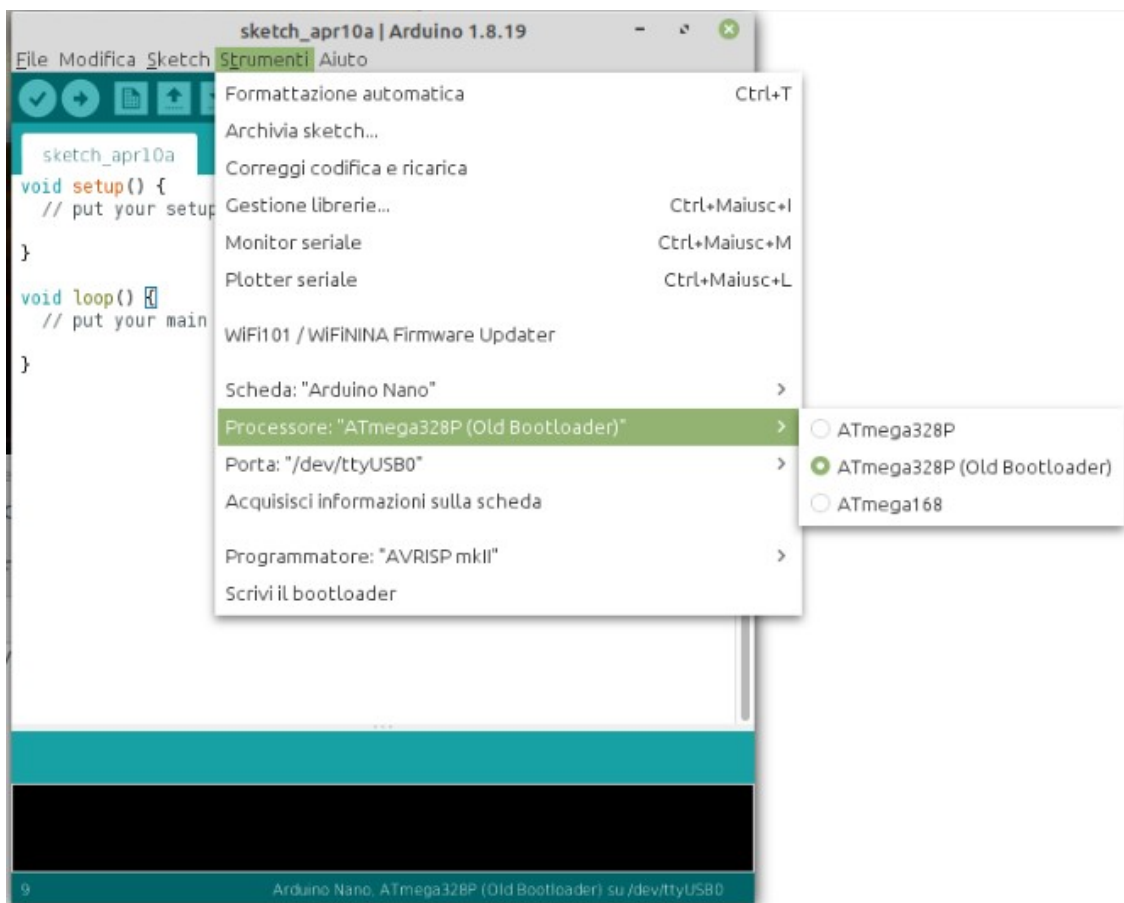 sketch_apr10a | Arduino 1.8.19
File Modifica Sketch Strumenti Aiuto
Formattazione automatica Ctrl+T
Archivia sketch...
Correggi codifica e ricarica
Gestione librerie... Ctrl+Maiusc+I
Monitor seriale Ctrl+Maiusc+M
Plotter seriale Ctrl+Maiusc+L
WiFi101 / WiFiNINA Firmware Updater
Scheda: "Arduino Nano"
Processore: "ATmega328P (Old Bootloader)"
Porta: "/dev/ttyUSB0"
Acquisisci informazioni sulla scheda
Programmatore: "AVRISP mkII"
Scrivi il bootloader
ATmega328P
ATmega328P (Old Bootloader)
ATmega168
sketch_apr10a
void setup() {
// put your setup
}
void loop() {
// put your main
}
9 Arduino Nano, ATmega328P (Old Bootloader) su /dev/ttyUSB0